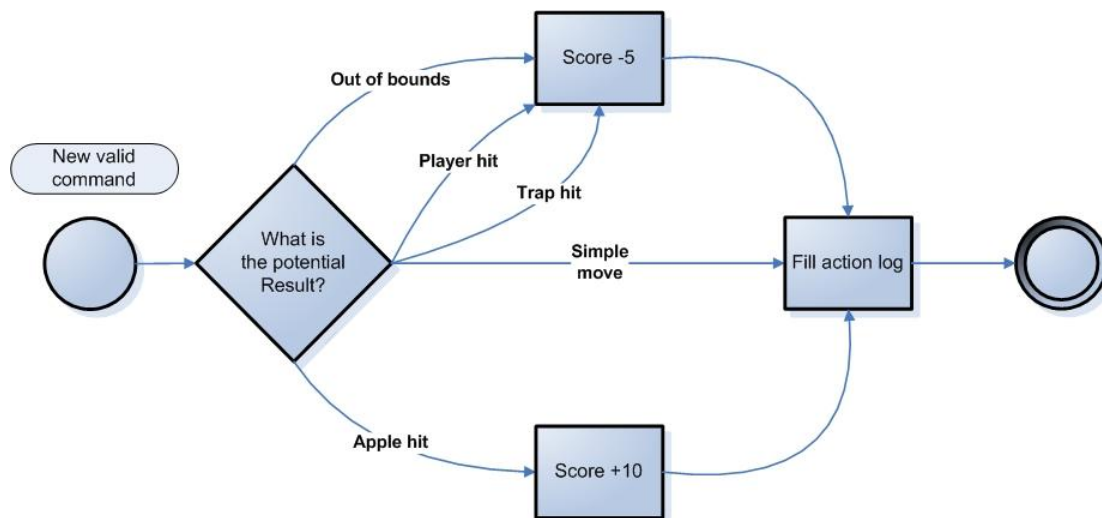 Score -5
Out of bounds
Player hit
New valid
command
Trap hit
What is
the potential
Result?
Simple
move
Fill action log
Apple hit
Score +10